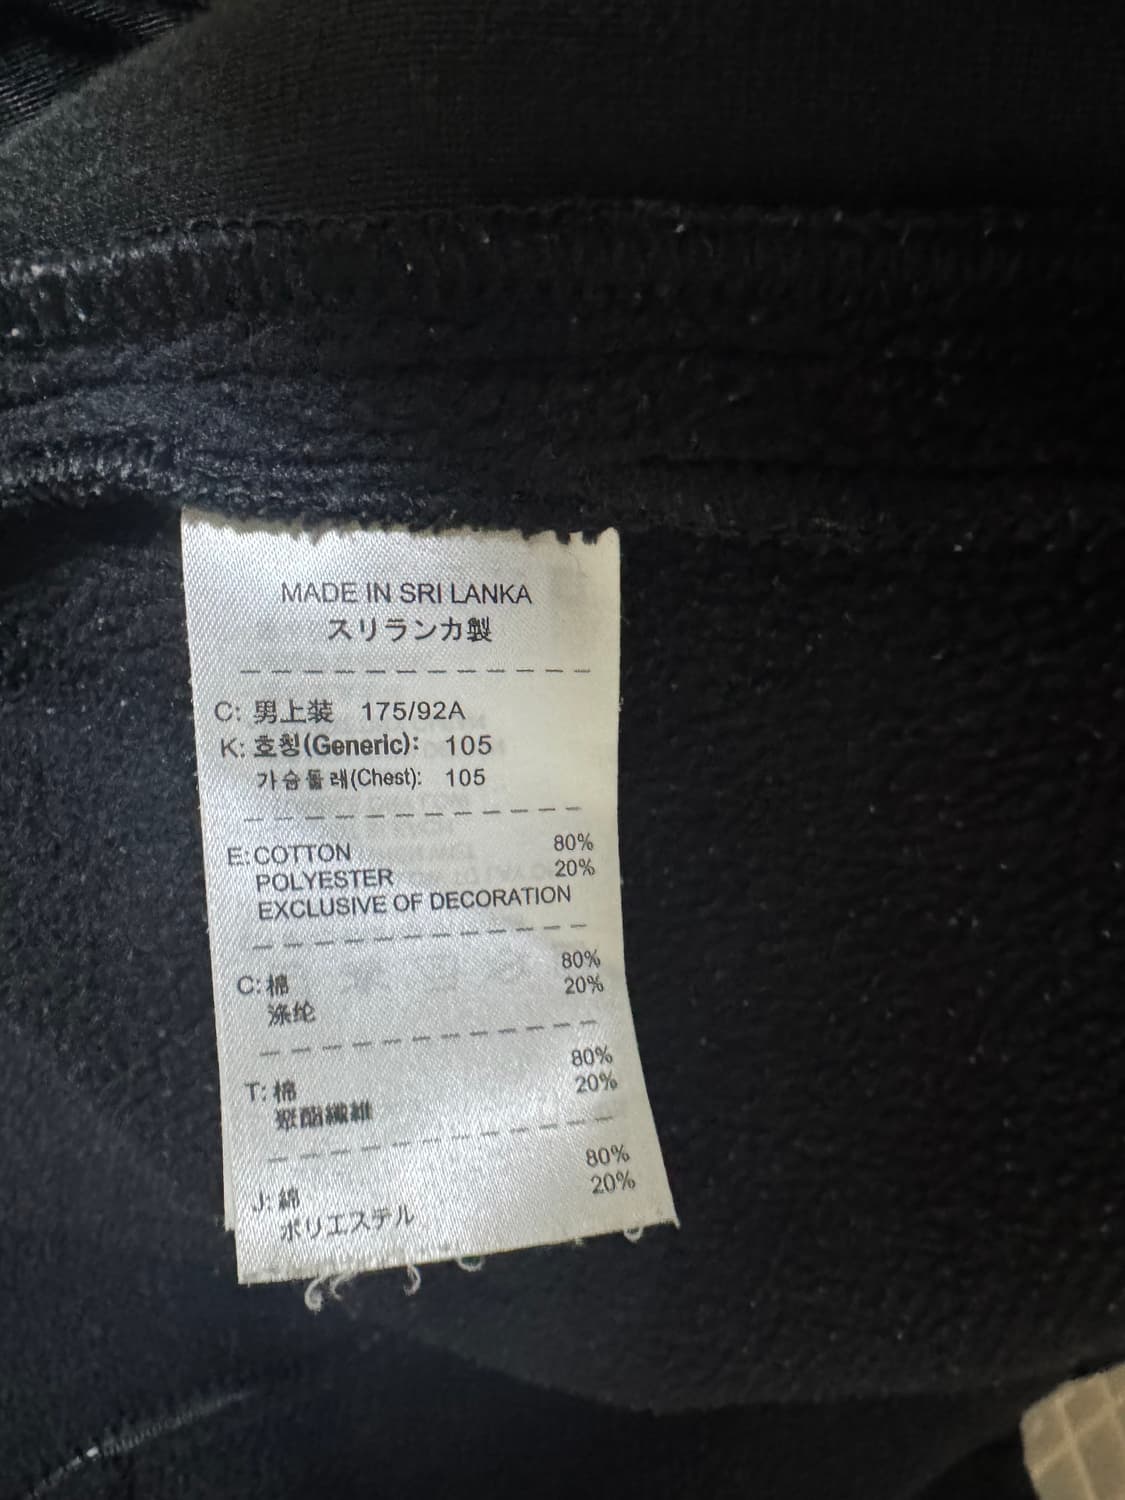 MADE IN SRI LANKA
スリランカ製
C: 男上装 175/92A
K: 호칭(Generic): 105
가슴둘레(Chest): 105
E: COTTON 80%
POLYESTER 20%
EXCLUSIVE OF DECORATION
C: 棉 80%
涤纶 20%
T: 棉 80%
聚酯纖維 20%
J: 綿 80%
ポリエステル 20%